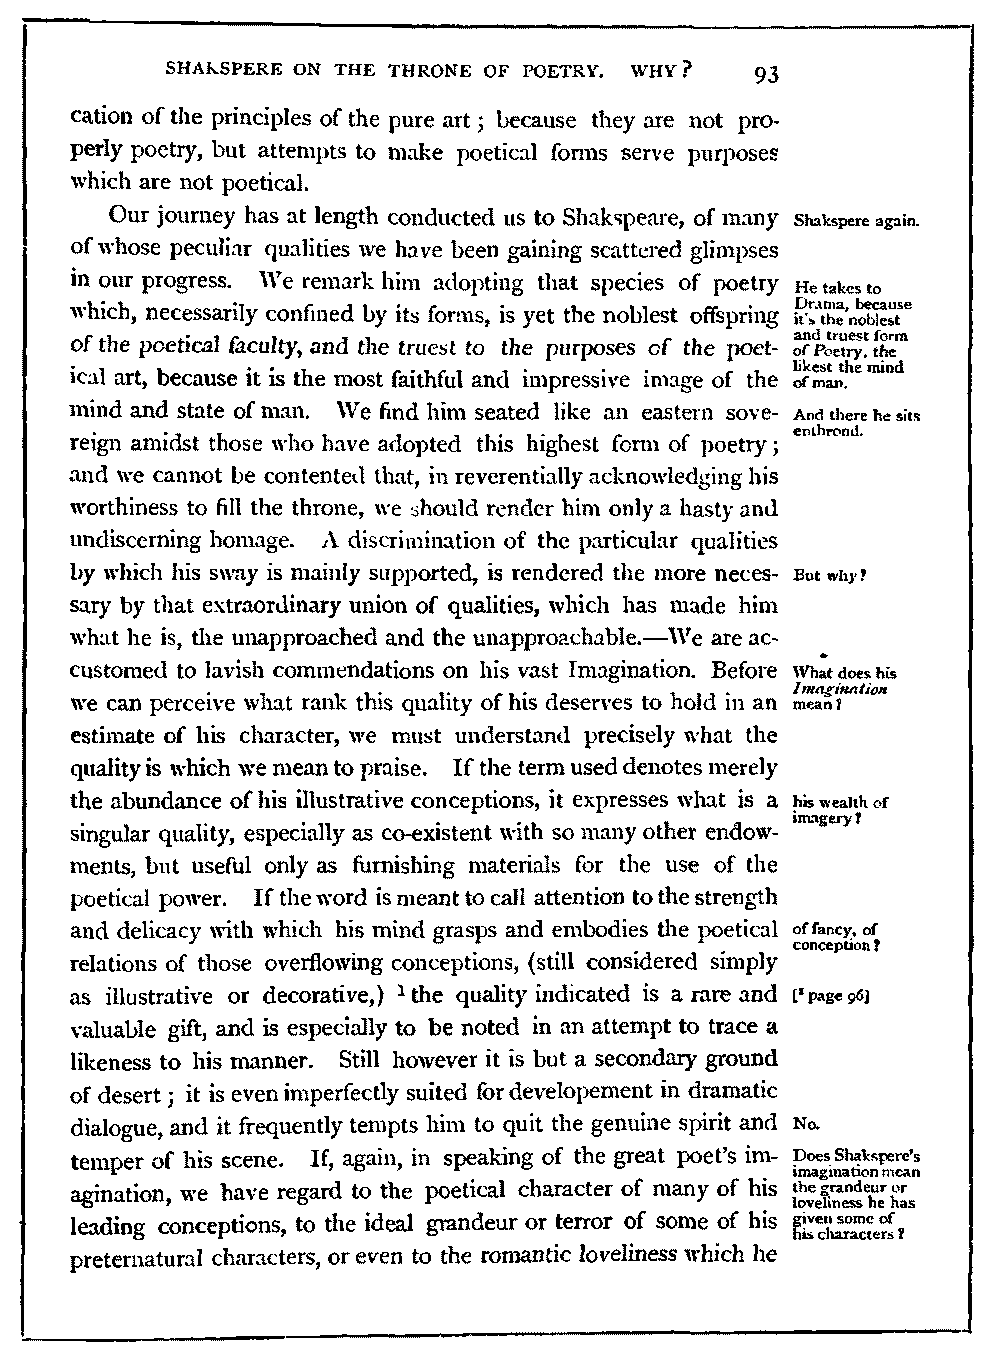 SHAKSPERE ON THE THRONE OF POETRY. WHY? 93
cation of the principles of the pure art; because they are not pro-
perly poetry, but attempts to make poetical forms serve purposes
which are not poetical.
Our journey has at length conducted us to Shakspeare, of many
Shakspere again.
of whose peculiar qualities we have been gaining scattered glimpses
in our progress. We remark him adopting that species of poetry
which, necessarily confined by its forms, is yet the noblest offspring
of the poetical faculty, and the truest to the purposes of the poet-
ical art, because it is the most faithful and impressive image of the
He takes to
Drama, because
it's the noblest
and truest form
of Poetry, the
likest the mind
of man.
mind and state of man. We find him seated like an eastern sove-
reign amidst those who have adopted this highest form of poetry;
And there he sits
enthrond.
and we cannot be contented that, in reverentially acknowledging his
worthiness to fill the throne, we should render him only a hasty and
undiscerning homage. A discrimination of the particular qualities
by which his sway is mainly supported, is rendered the more neces-
But why?
sary by that extraordinary union of qualities, which has made him
what he is, the unapproached and the unapproachable.—We are ac-
customed to lavish commendations on his vast Imagination. Before
we can perceive what rank this quality of his deserves to hold in an
What does his
Imagination
mean?
estimate of his character, we must understand precisely what the
quality is which we mean to praise. If the term used denotes merely
the abundance of his illustrative conceptions, it expresses what is a
singular quality, especially as co-existent with so many other endow-
his wealth of
imagery?
ments, but useful only as furnishing materials for the use of the
poetical power. If the word is meant to call attention to the strength
and delicacy with which his mind grasps and embodies the poetical
relations of those overflowing conceptions, (still considered simply
of fancy, of
conception?
as illustrative or decorative,) ¹ the quality indicated is a rare and
[¹ page 96]
valuable gift, and is especially to be noted in an attempt to trace a
likeness to his manner. Still however it is but a secondary ground
of desert; it is even imperfectly suited for developement in dramatic
dialogue, and it frequently tempts him to quit the genuine spirit and
No.
temper of his scene. If, again, in speaking of the great poet's im-
agination, we have regard to the poetical character of many of his
leading conceptions, to the ideal grandeur or terror of some of his
preternatural characters, or even to the romantic loveliness which he
Does Shakspere's
imagination mean
the grandeur or
loveliness he has
given some of
his characters?